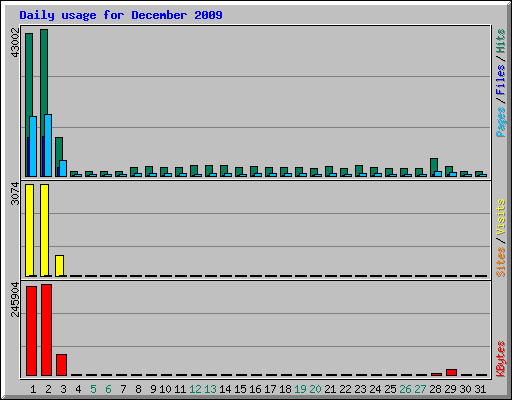 Daily usage for December 2009
43002
Pages / Files / Hits
3074
Sites / Visits
245904
KBytes
1 2 3 4 5 6 7 8 9 10 11 12 13 14 15 16 17 18 19 20 21 22 23 24 25 26 27 28 29 30 31